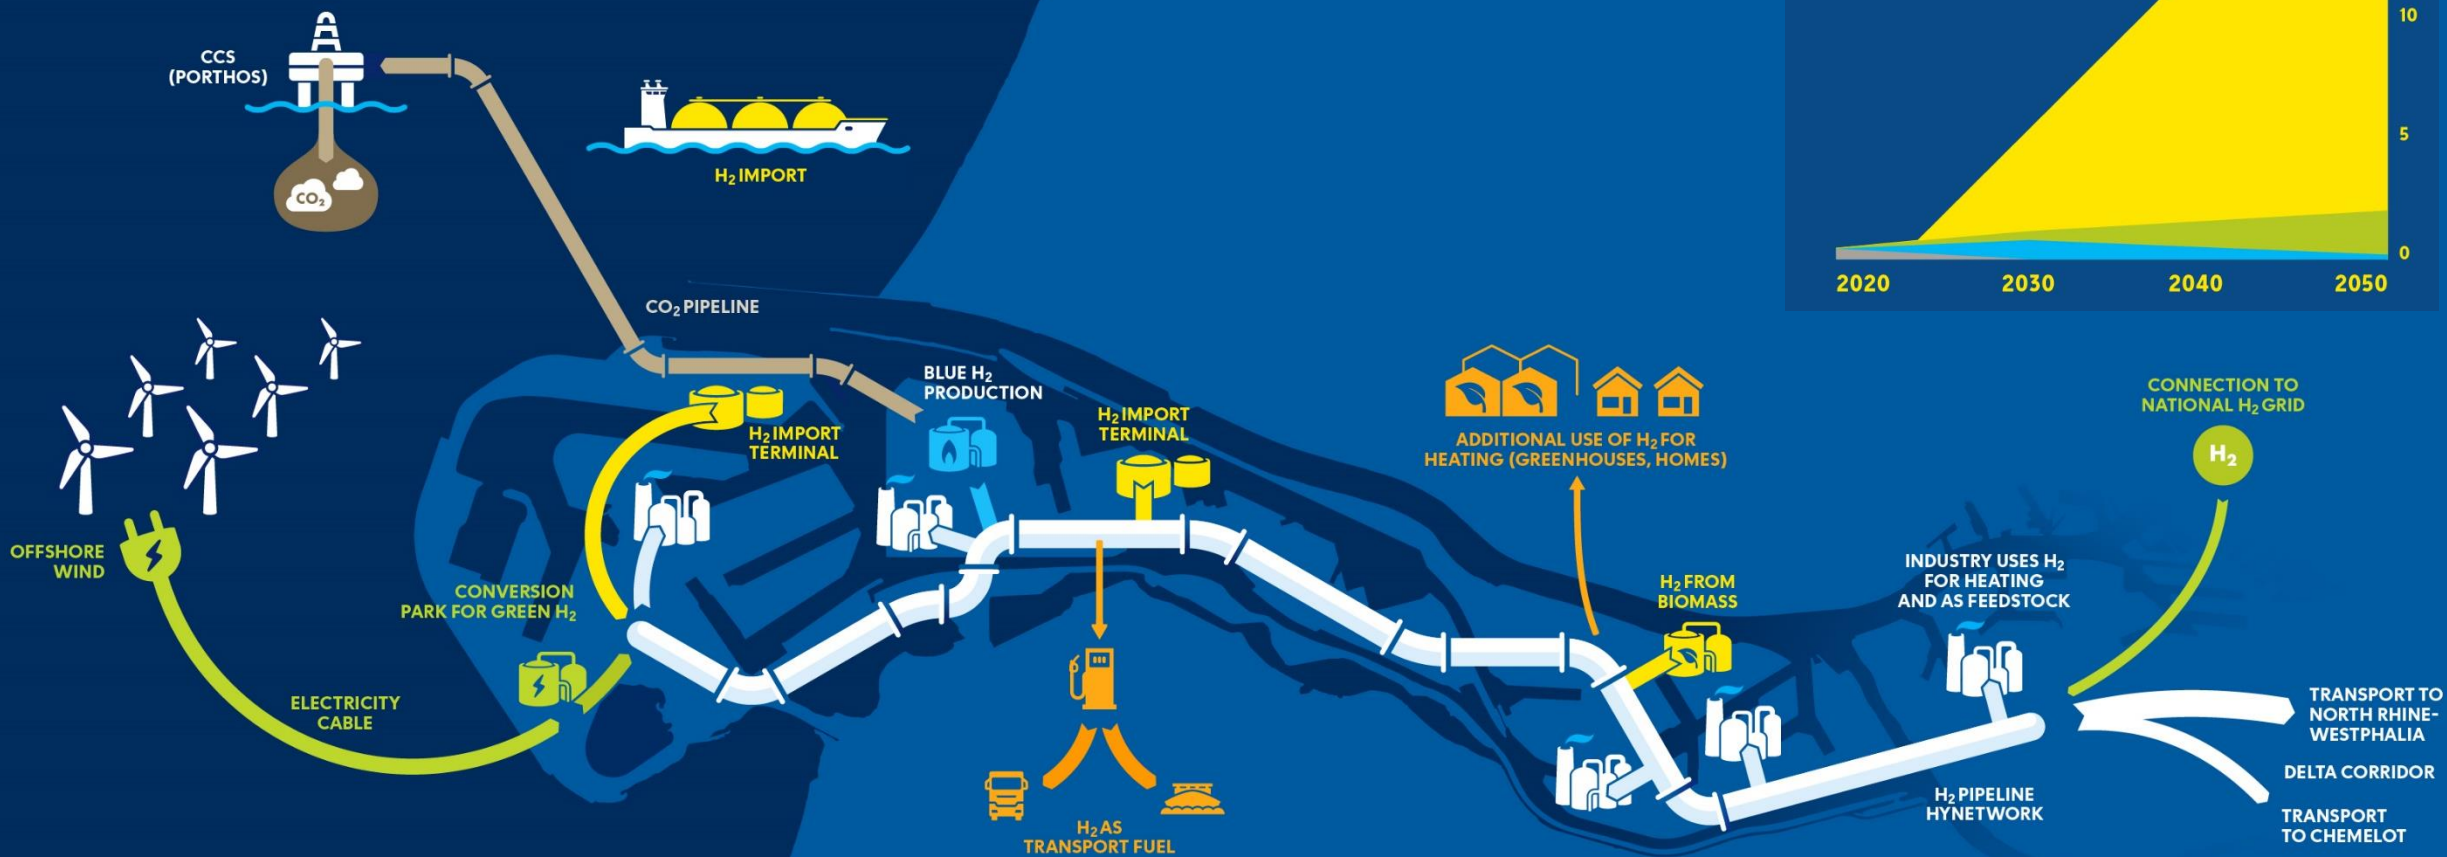 10
5
0
2020 2030 2040 2050
CCS
(PORTHOS)
CO₂
H₂ IMPORT
CO₂ PIPELINE
BLUE H₂
PRODUCTION
H₂ IMPORT
TERMINAL
H₂ IMPORT
TERMINAL
ADDITIONAL USE OF H₂ FOR
HEATING (GREENHOUSES, HOMES)
CONNECTION TO
NATIONAL H₂ GRID
H₂
OFFSHORE
WIND
CONVERSION
PARK FOR GREEN H₂
ELECTRICITY
CABLE
H₂ FROM
BIOMASS
INDUSTRY USES H₂
FOR HEATING
AND AS FEEDSTOCK
H₂ AS
TRANSPORT FUEL
H₂ PIPELINE
HYNETWORK
TRANSPORT TO
NORTH RHINE-
WESTPHALIA
DELTA CORRIDOR
TRANSPORT
TO CHEMELOT